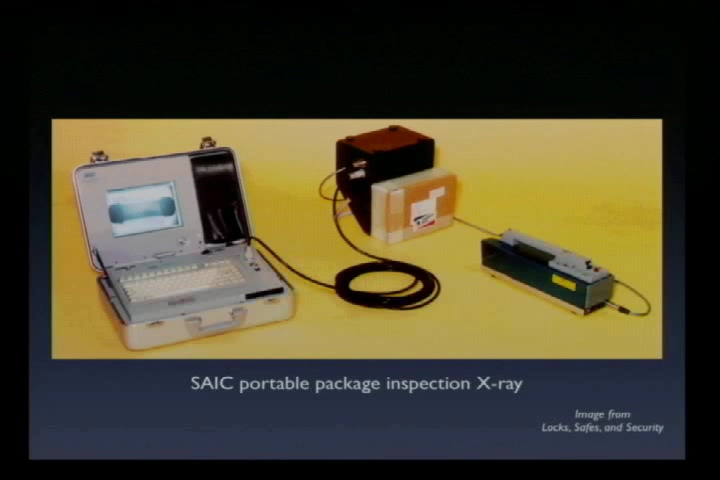 SAIC portable package inspection X-ray
Image from
Locks, Safes, and Security